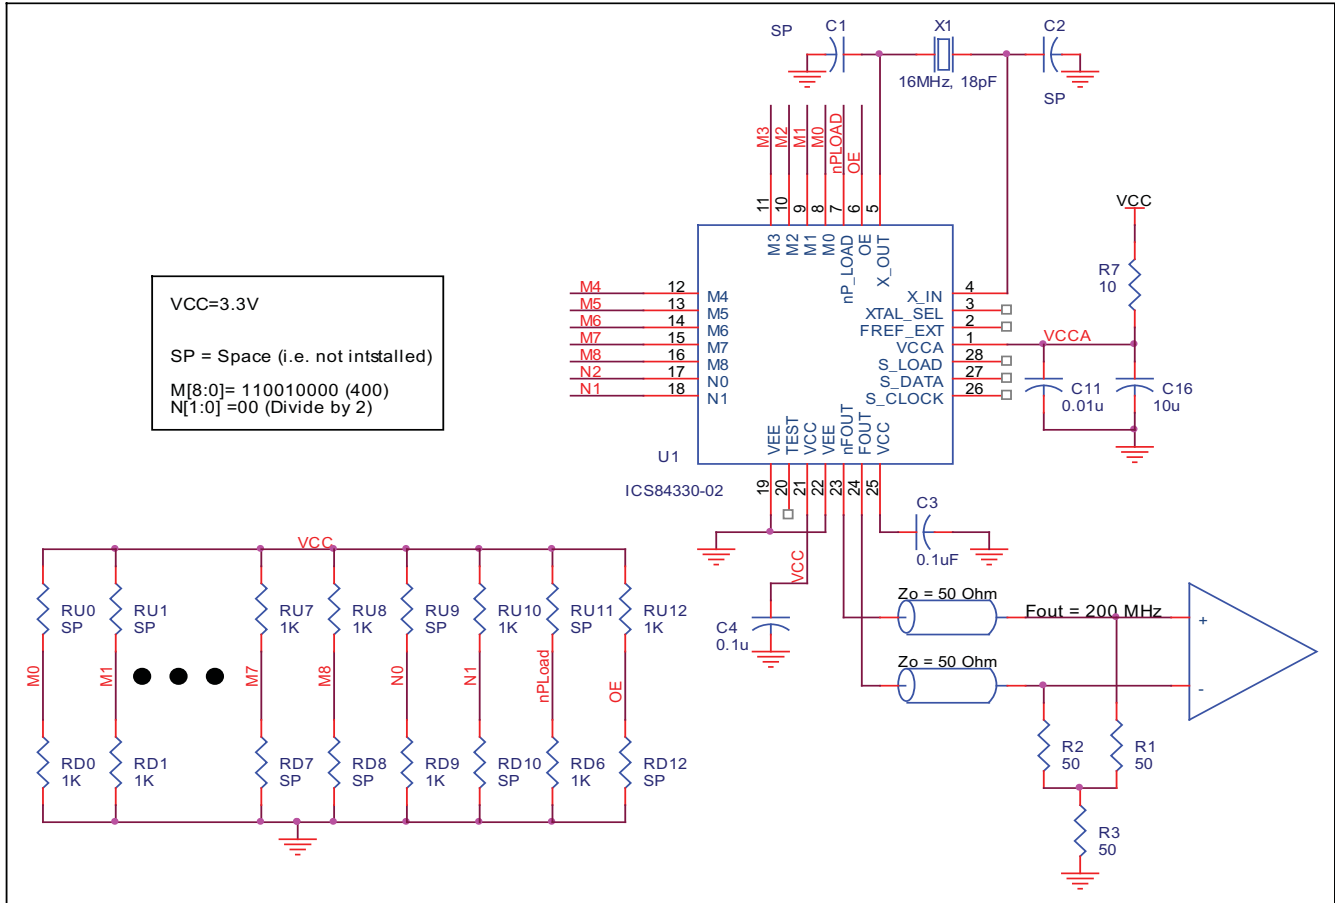 SP
C1
X1
C2
16MHz, 18pF
SP
M3
M2
M1
M0
nPLOAD
OE
11
10
9
8
7
6
5
M3
M2
M1
M0
nP_LOAD
OE
X_OUT
VCC
R7
10
VCC=3.3V
SP = Space (i.e. not intstalled)
M[8:0]= 110010000 (400)
N[1:0] =00 (Divide by 2)
M4 12 M4
M5 13 M5
M6 14 M6
M7 15 M7
M8 16 M8
N2 17 N0
N1 18 N1
X_IN 4
XTAL_SEL 3
FREF_EXT 2
VCCA 1 VCCA
S_LOAD 28
S_DATA 27
S_CLOCK 26
C11
0.01u
C16
10u
VEE
TEST
VCC
VEE
nFOUT
FOUT
VCC
U1
ICS84330-02
19
20
21
22
23
24
25
C3
0.1uF
VCC
C4
0.1u
Zo = 50 Ohm
Fout = 200 MHz
Zo = 50 Ohm
+
-
R2
50
R1
50
R3
50
VCC
RU0
SP
RU1
SP
RU7
1K
RU8
1K
RU9
SP
RU10
1K
RU11
SP
RU12
1K
M0
M1
M7
M8
N0
N1
nPLoad
OE
RD0
1K
RD1
1K
RD7
SP
RD8
SP
RD9
1K
RD10
SP
RD6
1K
RD12
SP